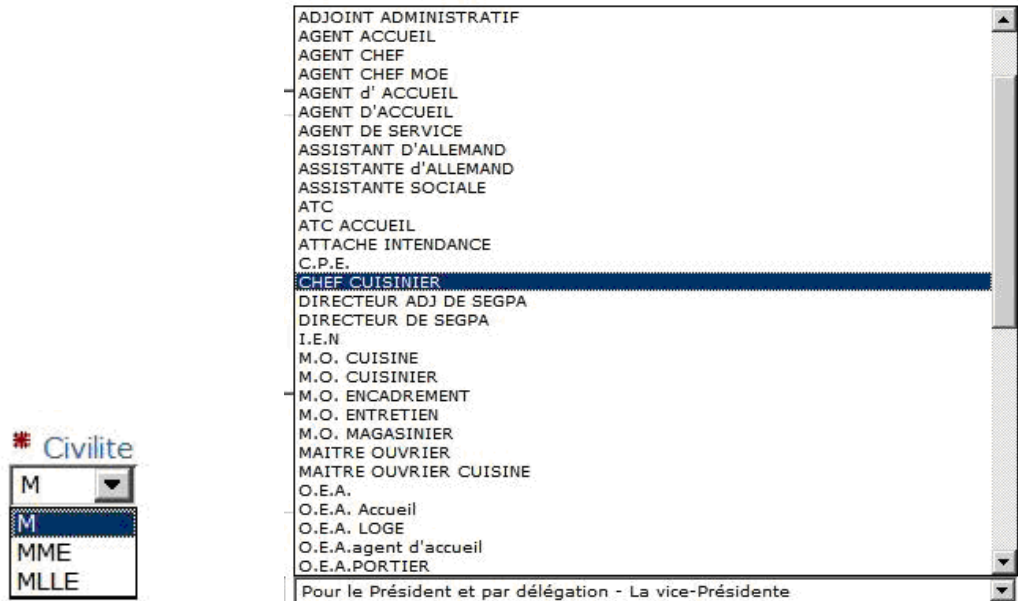 * Civilite
M
M
MME
MLLE
ADJOINT ADMINISTRATIF
AGENT ACCUEIL
AGENT CHEF
AGENT CHEF MOE
AGENT d' ACCUEIL
AGENT D'ACCUEIL
AGENT DE SERVICE
ASSISTANT D'ALLEMAND
ASSISTANTE d'ALLEMAND
ASSISTANTE SOCIALE
ATC
ATC ACCUEIL
ATTACHE INTENDANCE
C.P.E.
CHEF CUISINIER
DIRECTEUR ADJ DE SEGPA
DIRECTEUR DE SEGPA
I.E.N
M.O. CUISINE
M.O. CUISINIER
M.O. ENCADREMENT
M.O. ENTRETIEN
M.O. MAGASINIER
MAITRE OUVRIER
MAITRE OUVRIER CUISINE
O.E.A.
O.E.A. Accueil
O.E.A. LOGE
O.E.A.agent d'accueil
O.E.A.PORTIER
Pour le Président et par délégation - La vice-Présidente